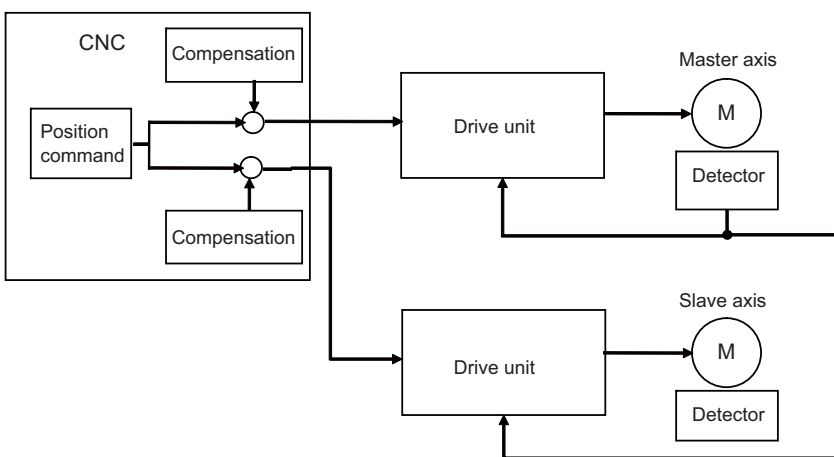 CNC
Compensation
Position
command
Compensation
Drive unit
Master axis
M
Detector
Drive unit
Slave axis
M
Detector